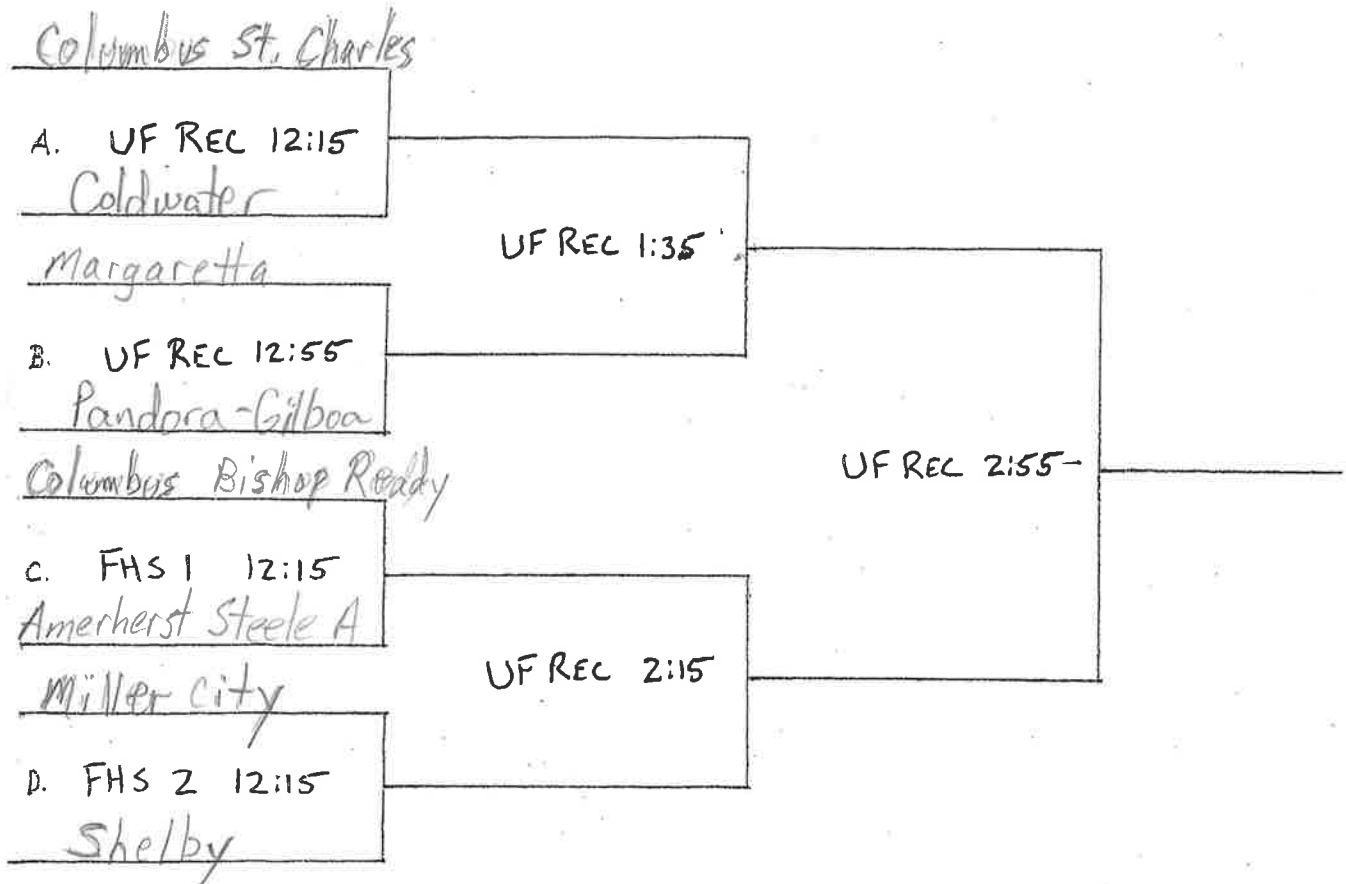 Columbus St. Charles
A. UF REC 12:15
Coldwater
Margaretta
UF REC 1:35
B. UF REC 12:55
Pandora-Gilboa
Columbus Bishop Ready
UF REC 2:55
C. FHS 1 12:15
Amerherst Steele A
Miller City
UF REC 2:15
D. FHS 2 12:15
Shelby